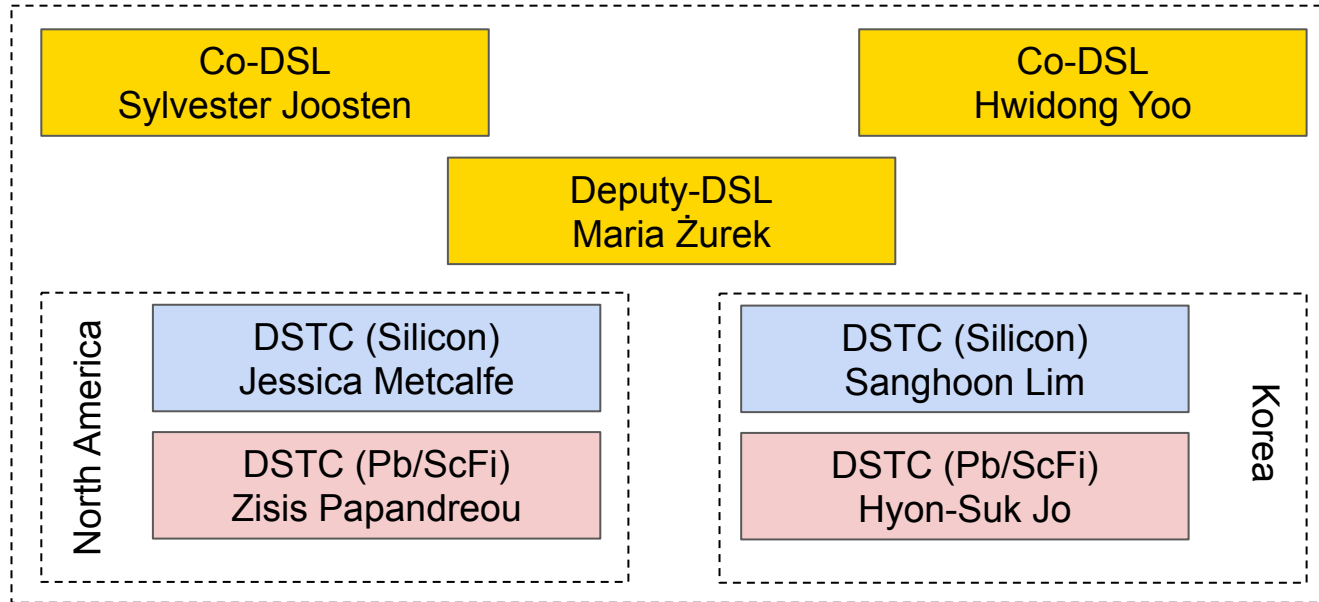 Co-DSL
Sylvester Joosten
Co-DSL
Hwidong Yoo
Deputy-DSL
Maria Żurek
North America
DSTC (Silicon)
Jessica Metcalfe
DSTC (Pb/ScFi)
Zisis Papandreou
DSTC (Silicon)
Sanghoon Lim
DSTC (Pb/ScFi)
Hyon-Suk Jo
Korea